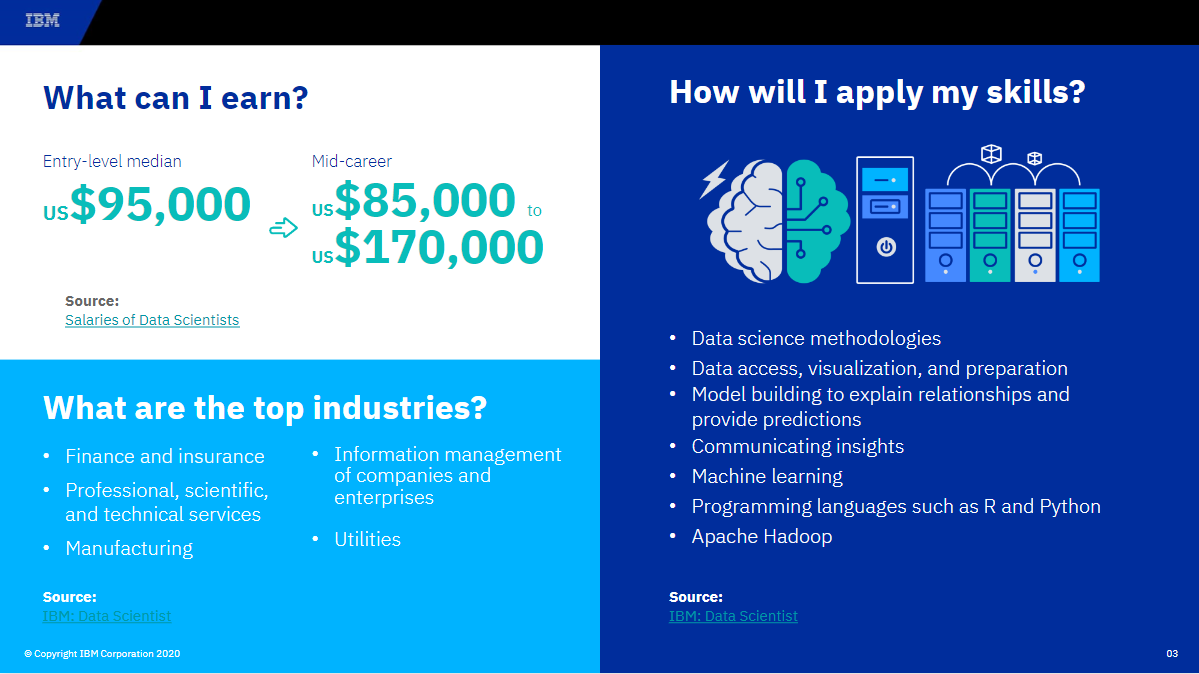 IBM
What can I earn?
Entry-level median
US$95,000
Mid-career
US$85,000 to
US$170,000
Source:
Salaries of Data Scientists
What are the top industries?
• Finance and insurance
• Professional, scientific,
and technical services
• Manufacturing
• Information management
of companies and
enterprises
• Utilities
Source:
IBM: Data Scientist
© Copyright IBM Corporation 2020
How will I apply my skills?
• Data science methodologies
• Data access, visualization, and preparation
• Model building to explain relationships and
provide predictions
• Communicating insights
• Machine learning
• Programming languages such as R and Python
• Apache Hadoop
Source:
IBM: Data Scientist
03